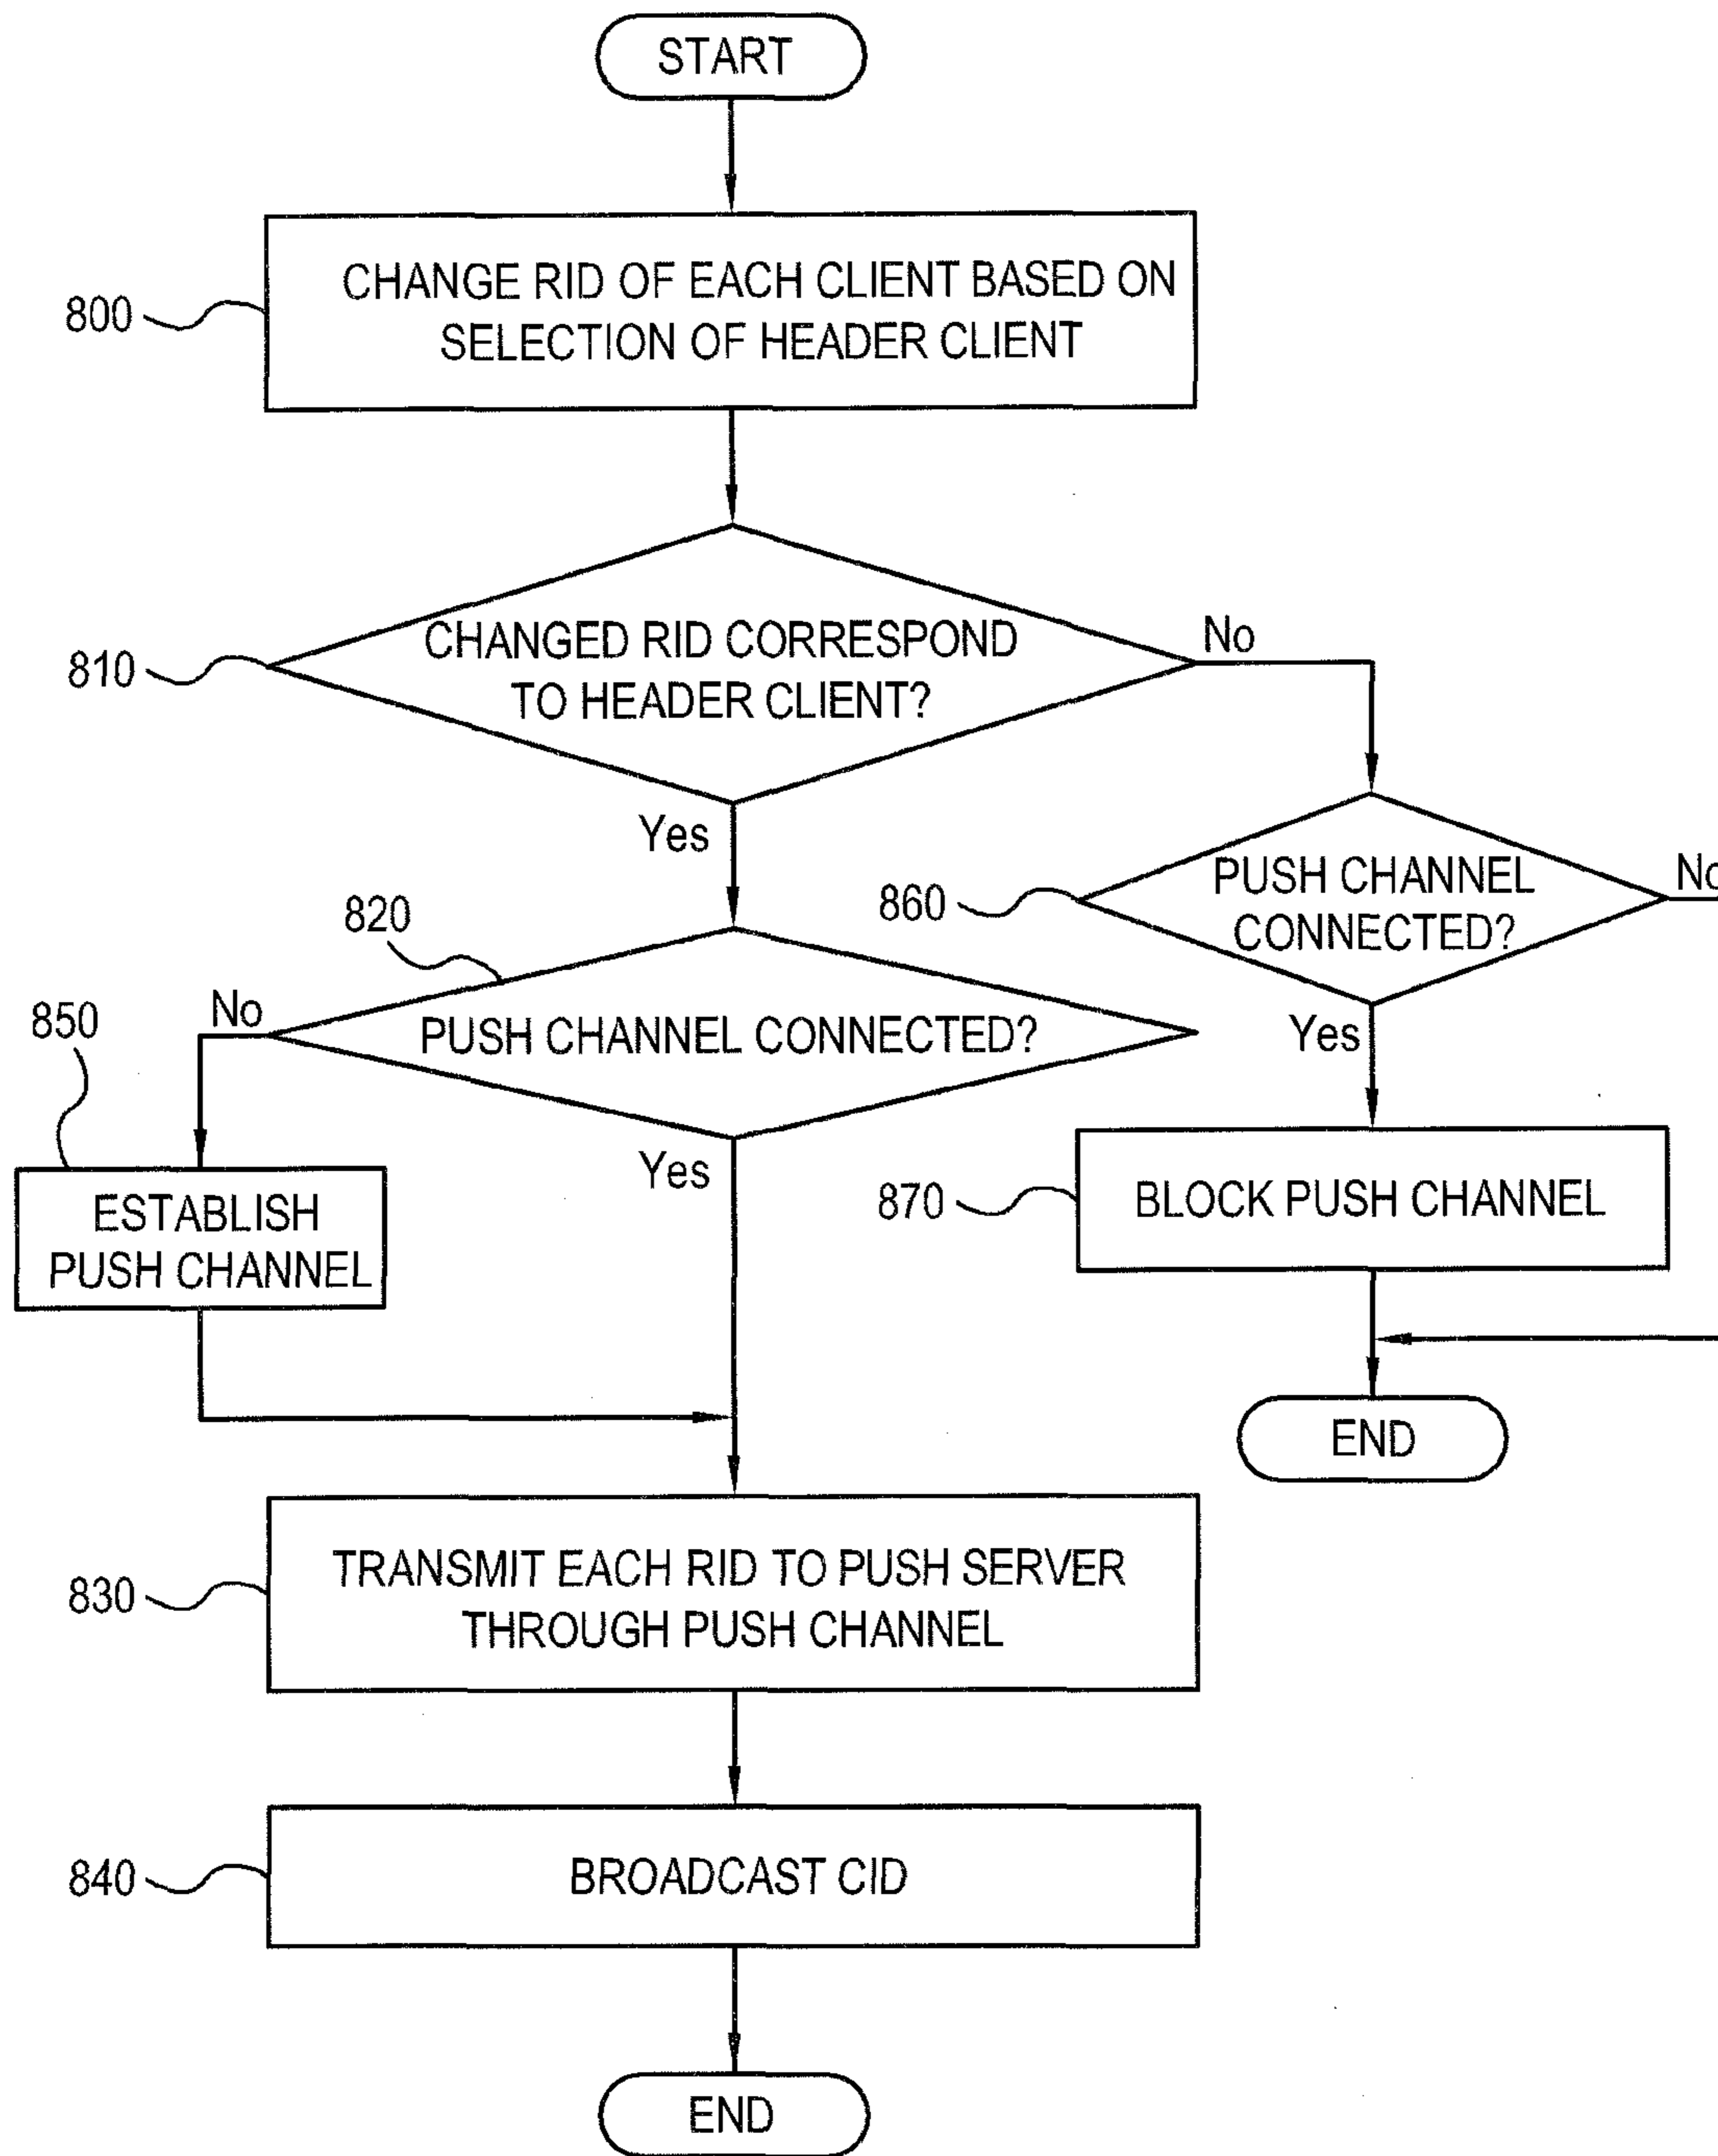 START
800
CHANGE RID OF EACH CLIENT BASED ON
SELECTION OF HEADER CLIENT
810
CHANGED RID CORRESPOND
TO HEADER CLIENT?
No
Yes
820
PUSH CHANNEL CONNECTED?
No
Yes
850
ESTABLISH
PUSH CHANNEL
860
PUSH CHANNEL
CONNECTED?
No
Yes
870
BLOCK PUSH CHANNEL
END
830
TRANSMIT EACH RID TO PUSH SERVER
THROUGH PUSH CHANNEL
840
BROADCAST CID
END